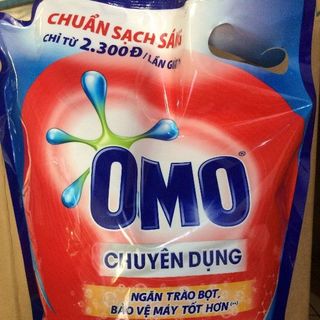 CHUẨN SẠCH SÁNG
CHỈ TỪ 2.300Đ/LẦN GIẶT
OMO
CHUYÊN DỤNG
NGĂN TRÀO BỌT,
BẢO VỆ MÁY TỐT HƠN(**)